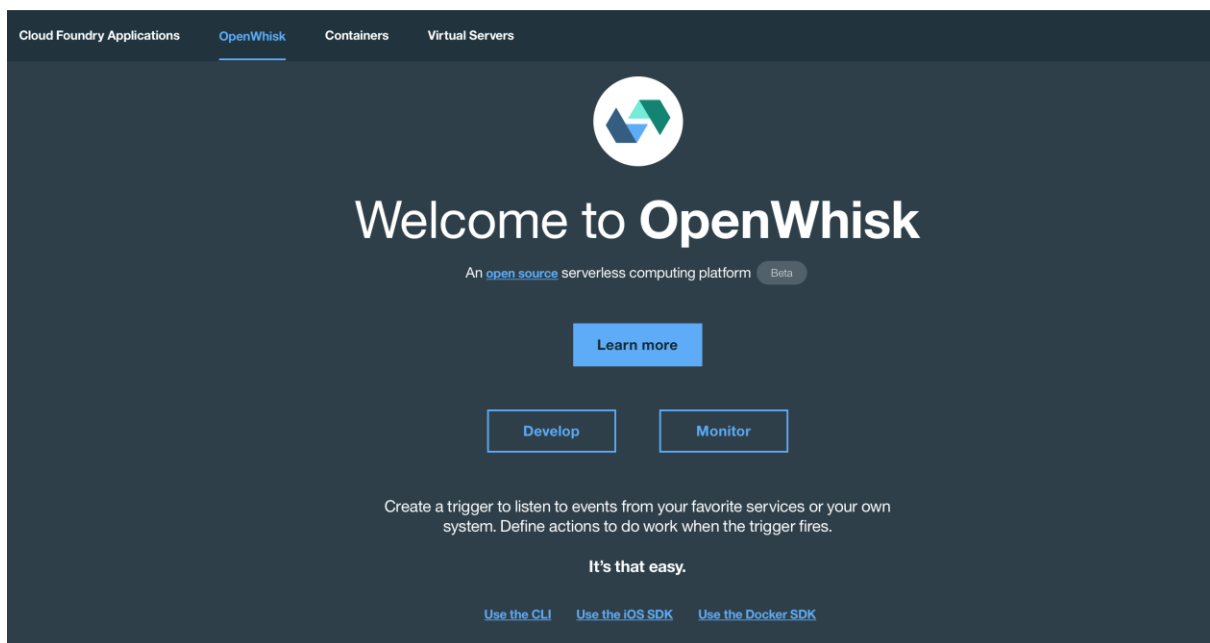 Cloud Foundry Applications OpenWhisk Containers Virtual Servers
Welcome to OpenWhisk
An open source serverless computing platform Beta
Learn more
Develop Monitor
Create a trigger to listen to events from your favorite services or your own
system. Define actions to do work when the trigger fires.
It's that easy.
Use the CLI Use the iOS SDK Use the Docker SDK